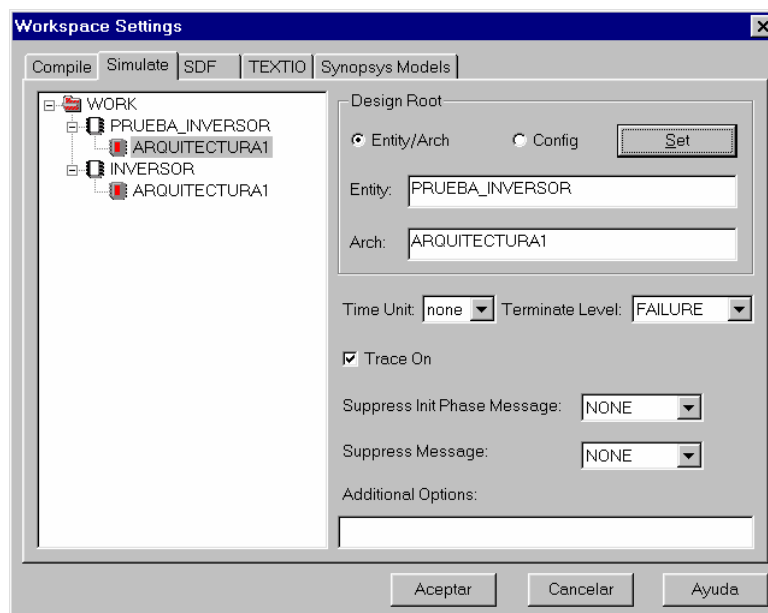 Workspace Settings
Compile Simulate SDF TEXTIO Synopsys Models
WORK
PRUEBA_INVERSOR
ARQUITECTURA1
INVERSOR
ARQUITECTURA1
Design Root
Entity/Arch Config Set
Entity: PRUEBA_INVERSOR
Arch: ARQUITECTURA1
Time Unit: none Terminate Level: FAILURE
Trace On
Suppress Init Phase Message: NONE
Suppress Message: NONE
Additional Options:
Aceptar Cancelar Ayuda